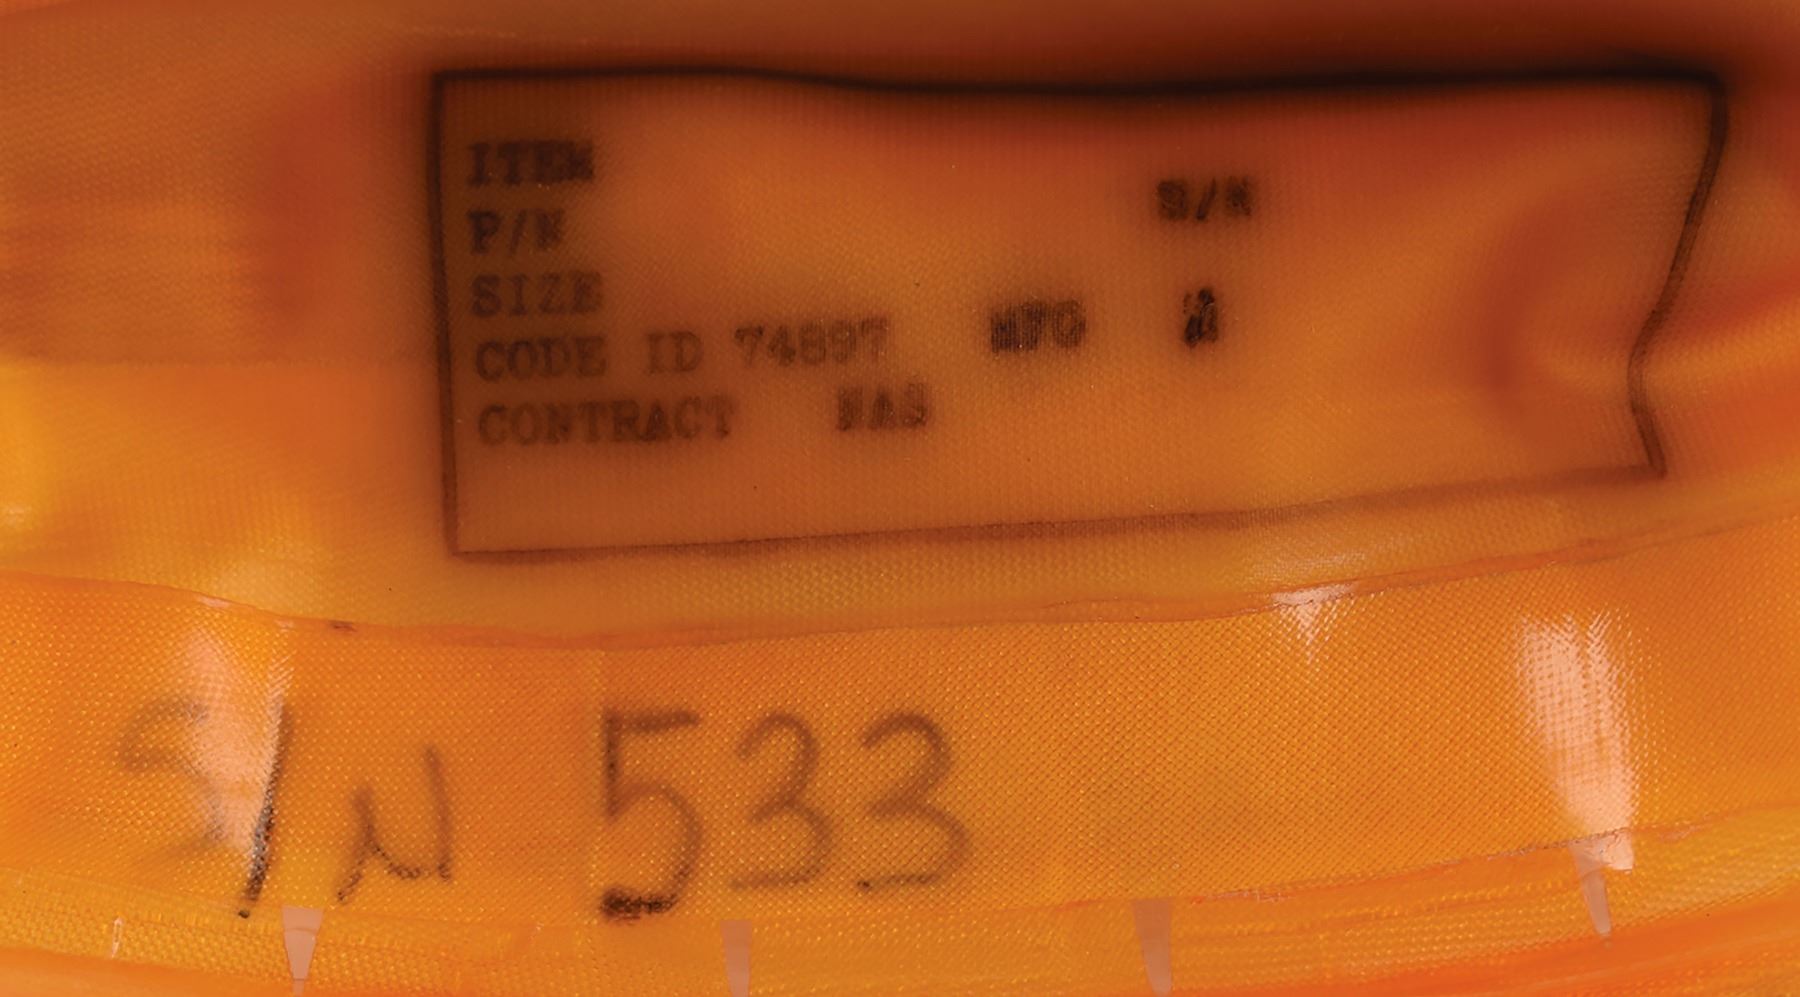 ITEM
P/N S/N
SIZE
CODE ID 74897 MFG
CONTRACT NAS
S/N 533